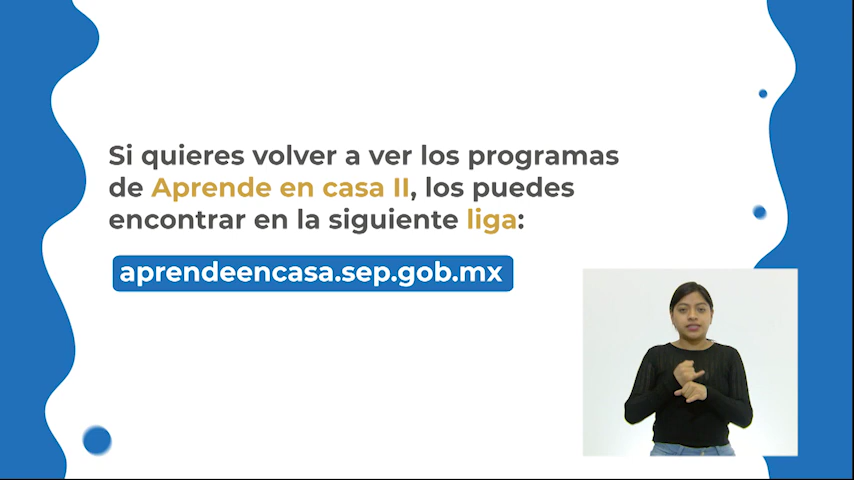 Si quieres volver a ver los programas
de Aprende en casa II, los puedes
encontrar en la siguiente liga:
aprendeencasa.sep.gob.mx